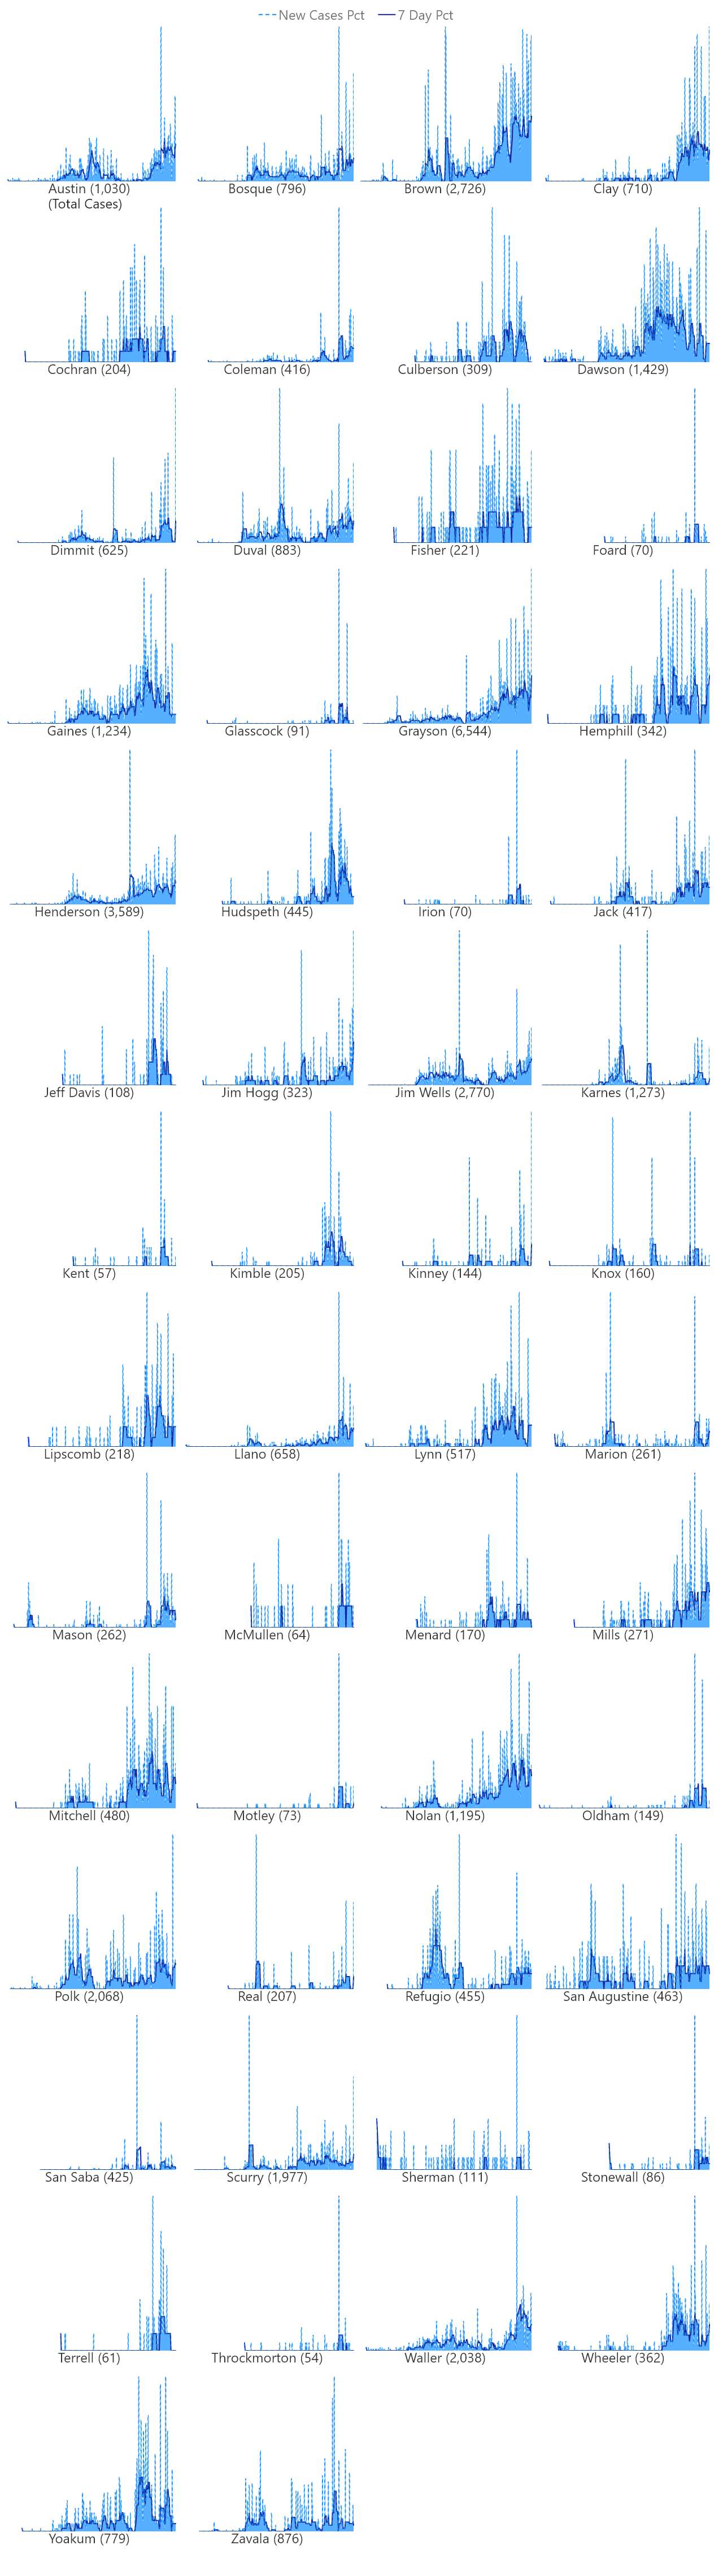 New Cases Pct 7 Day Pct
Austin (1,030) Bosque (796) Brown (2,726) Clay (710)
(Total Cases)
Cochran (204) Coleman (416) Culberson (309) Dawson (1,429)
Dimmit (625) Duval (883) Fisher (221) Foard (70)
Gaines (1,234) Glasscock (91) Grayson (6,544) Hemphill (342)
Henderson (3,589) Hudspeth (445) Irion (70) Jack (417)
Jeff Davis (108) Jim Hogg (323) Jim Wells (2,770) Karnes (1,273)
Kent (57) Kimble (205) Kinney (144) Knox (160)
Lipscomb (218) Llano (658) Lynn (517) Marion (261)
Mason (262) McMullen (64) Menard (170) Mills (271)
Mitchell (480) Motley (73) Nolan (1,195) Oldham (149)
Polk (2,068) Real (207) Refugio (455) San Augustine (463)
San Saba (425) Scurry (1,977) Sherman (111) Stonewall (86)
Terrell (61) Throckmorton (54) Waller (2,038) Wheeler (362)
Yoakum (779) Zavala (876)